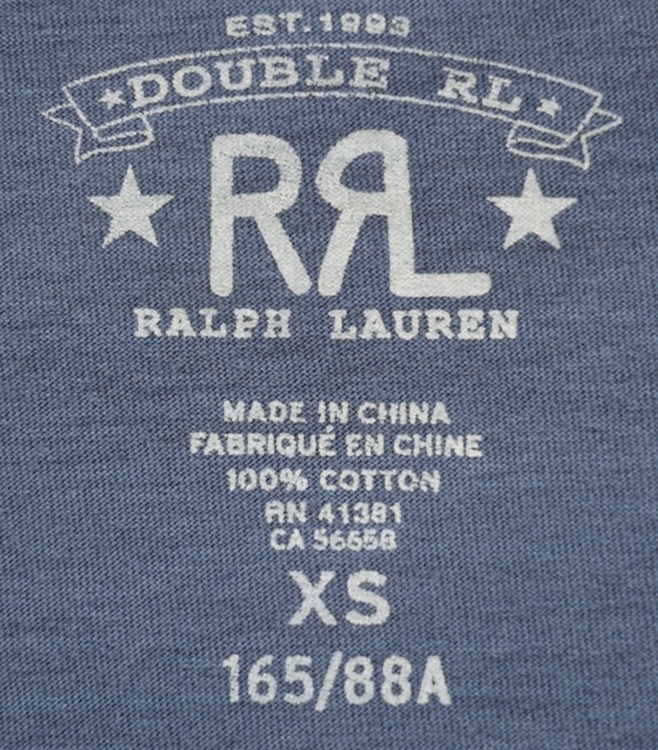 EST. 1993
★DOUBLE RL★
RRL
RALPH LAUREN
MADE IN CHINA
FABRIQUÉ EN CHINE
100% COTTON
RN 41381
CA 56658
XS
165/88A